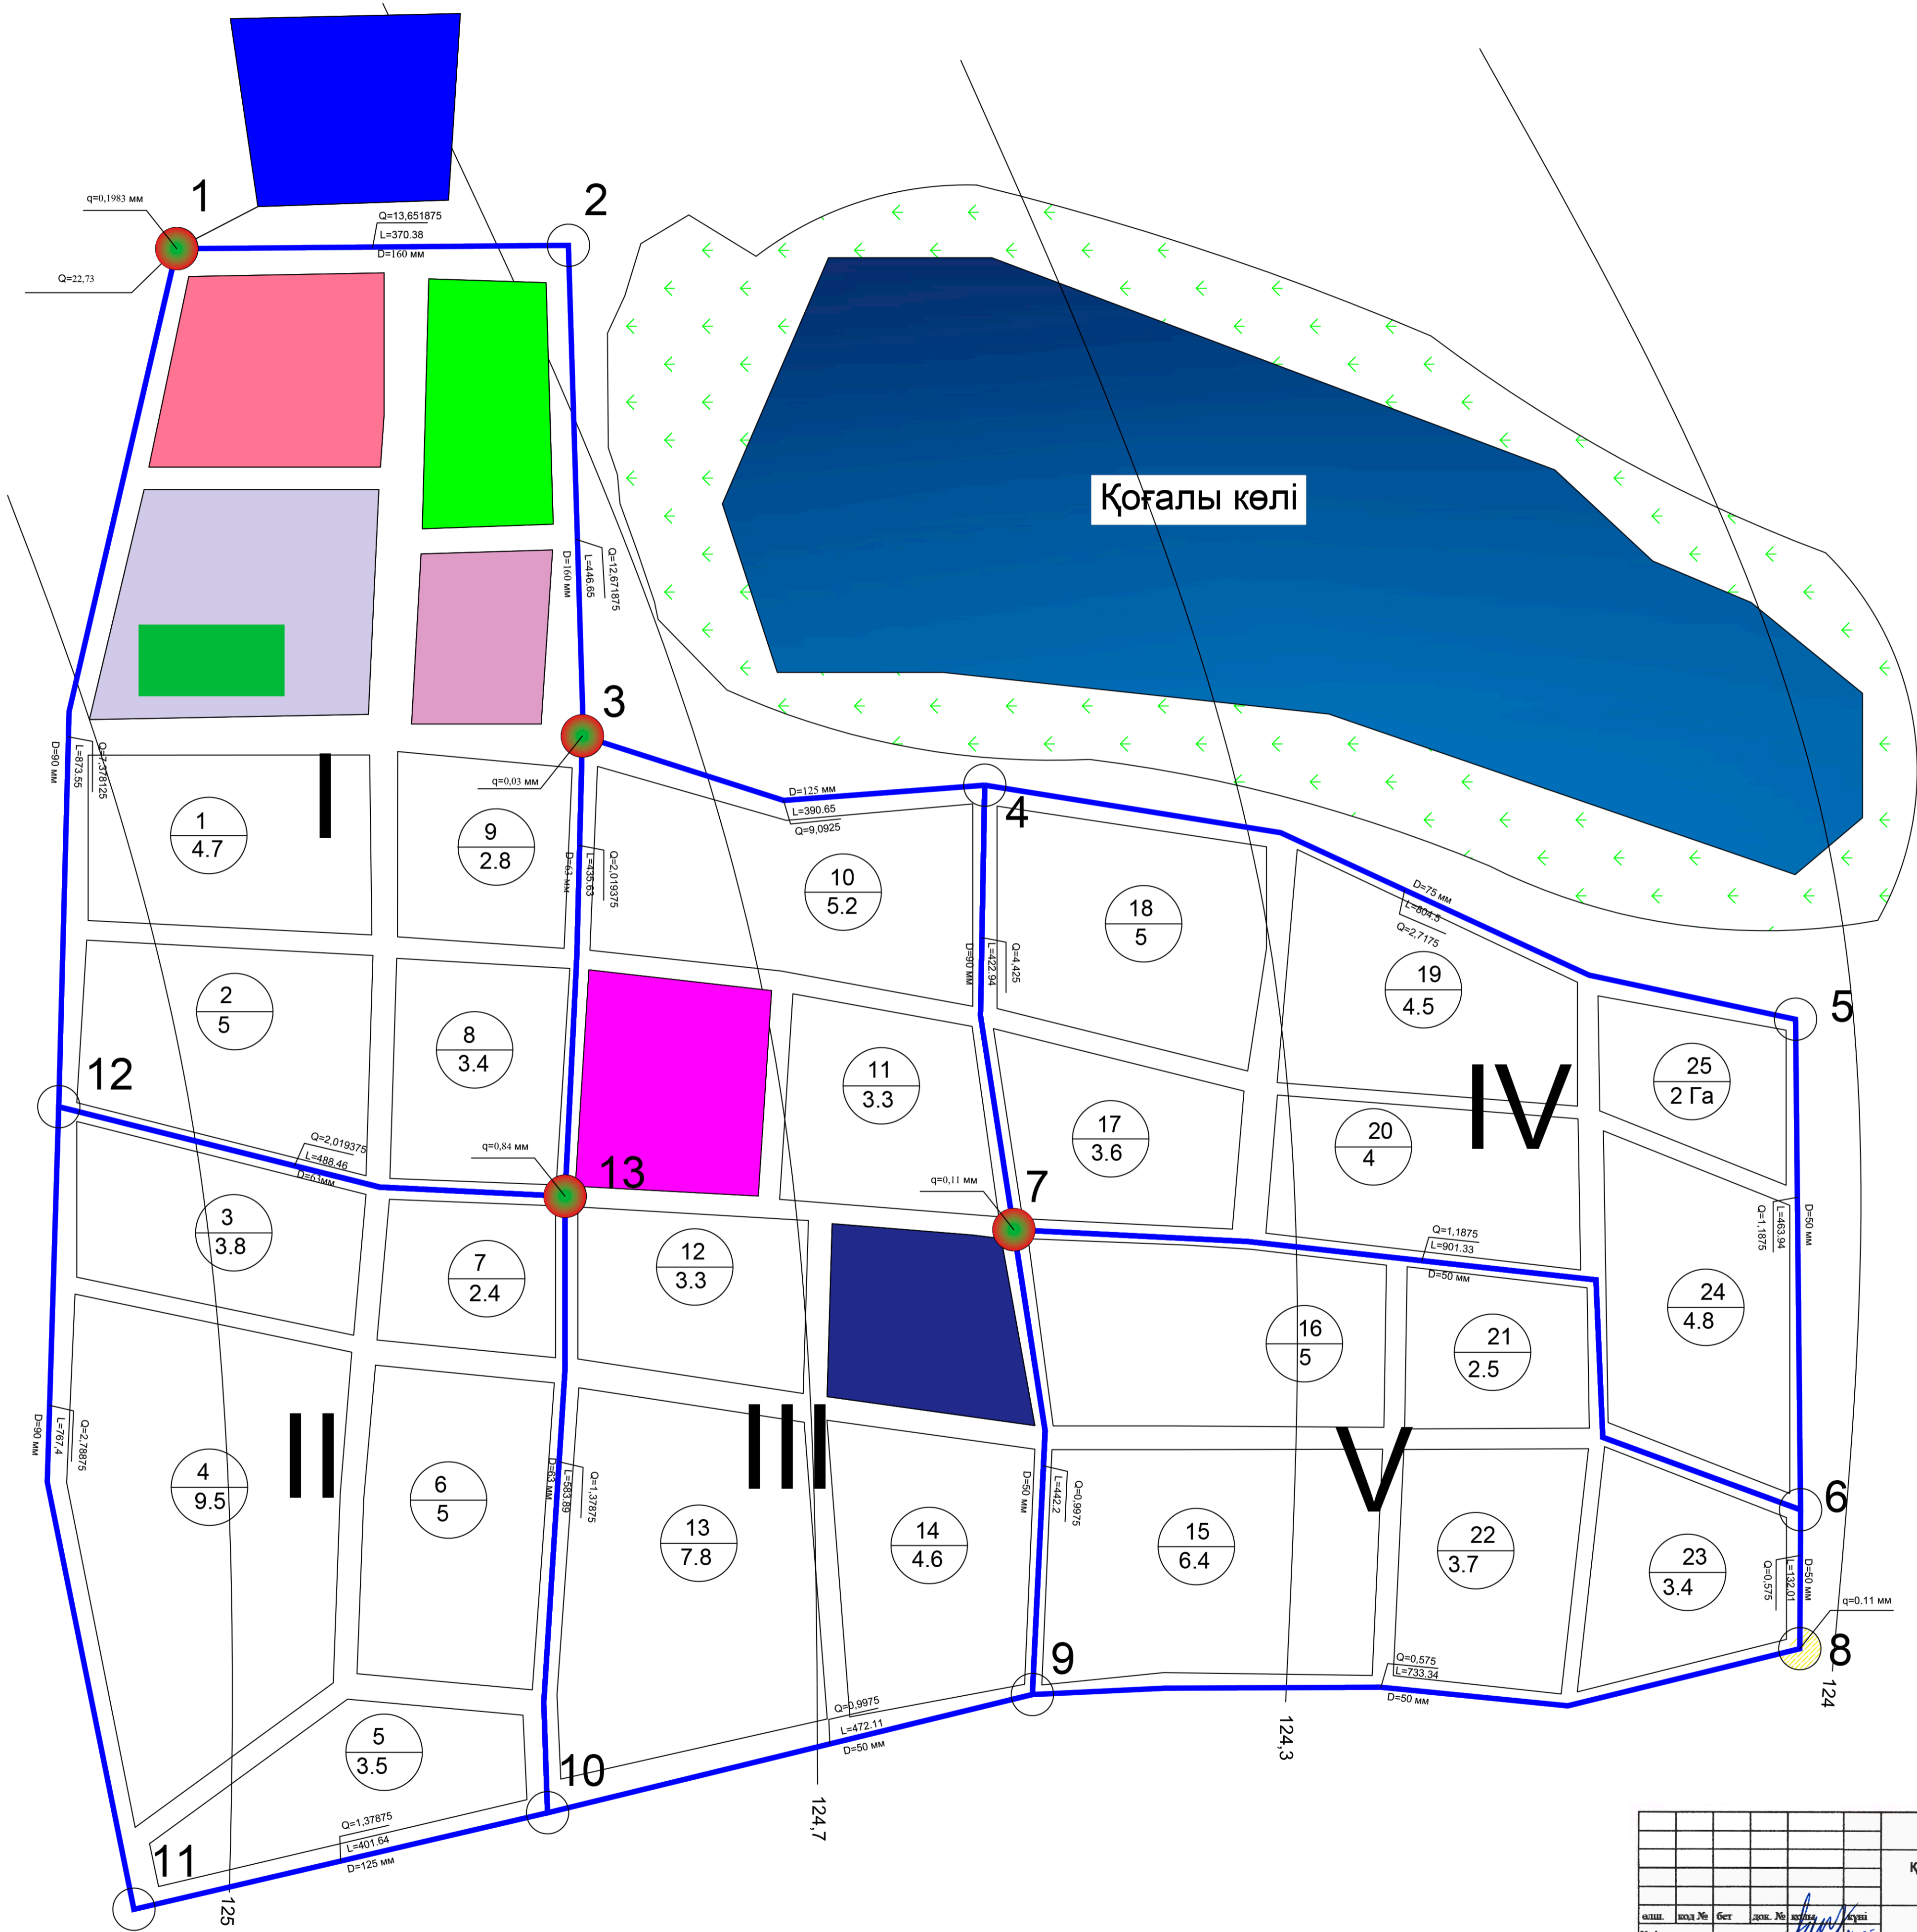 q=0,1983 мм
1
2
Q=13,651875
L=370.38
D=160 мм
Q=22,73
Қоғалы көлі
Q=12,671875
L=446.65
D=160 мм
3
q=0,03 мм
D=90 мм
L=873.55
Q=7,378125
I
1
4.7
9
2.8
D=63 мм
L=435.63
Q=2,019375
D=125 мм
L=390.65
Q=9,0925
4
10
5.2
18
5
D=75 мм
L=804.5
Q=2,7175
D=90 мм
L=422.94
Q=4,425
19
4.5
5
2
5
8
3.4
12
11
3.3
17
3.6
20
4
IV
25
2 Га
Q=2,019375
L=488.46
D=63мм
q=0,84 мм
13
q=0,11 мм
7
3
3.8
7
2.4
12
3.3
Q=1,1875
L=901.33
D=50 мм
Q=1,1875
L=463.94
D=50 мм
16
5
21
2.5
24
4.8
D=90 мм
L=767,4
Q=2,78875
II
III
V
4
9.5
6
5
D=63 мм
L=583.89
Q=1,37875
13
7.8
14
4.6
D=50 мм
L=442.2
Q=0,9975
15
6.4
22
3.7
23
3.4
6
Q=0,575
L=132.01
D=50 мм
q=0.11 мм
8
9
Q=0,575
L=733.34
D=50 мм
124
5
3.5
Q=0,9975
L=472.11
D=50 мм
124,3
10
124,7
Q=1,37875
L=401.64
D=125 мм
11
125
Қ
өлш.
код №
бет
док. №
қолы
күні